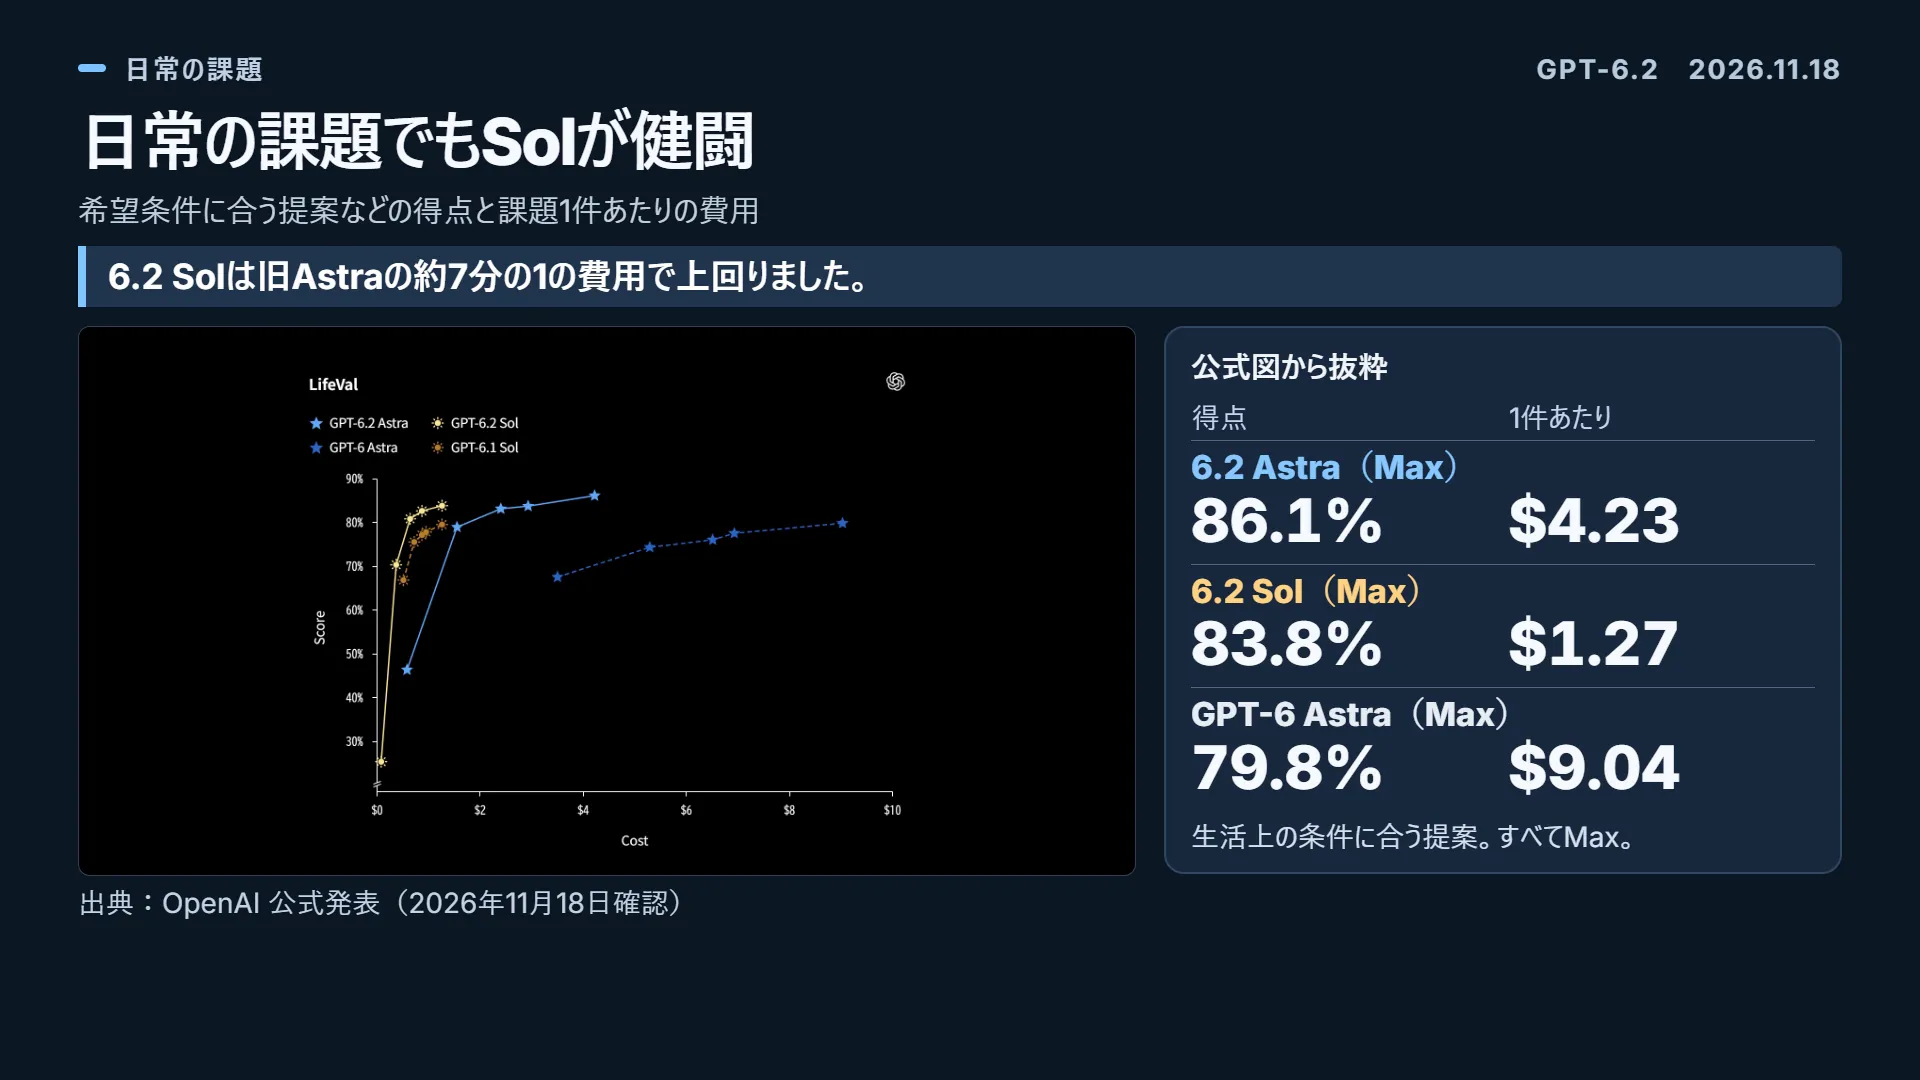 日常の課題
GPT-6.2 2026.11.18
日常の課題でもSolが健闘
希望条件に合う提案などの得点と課題1件あたりの費用
6.2 Solは旧Astraの約7分の1の費用で上回りました。
LifeVal
GPT-6.2 Astra GPT-6.2 Sol
GPT-6 Astra GPT-6.1 Sol
90%
80%
70%
60%
50%
40%
30%
Score
$0 $2 $4 $6 $8 $10
Cost
公式図から抜粋
得点 1件あたり
6.2 Astra（Max）
86.1% $4.23
6.2 Sol（Max）
83.8% $1.27
GPT-6 Astra（Max）
79.8% $9.04
生活上の条件に合う提案。すべてMax。
出典：OpenAI 公式発表（2026年11月18日確認）